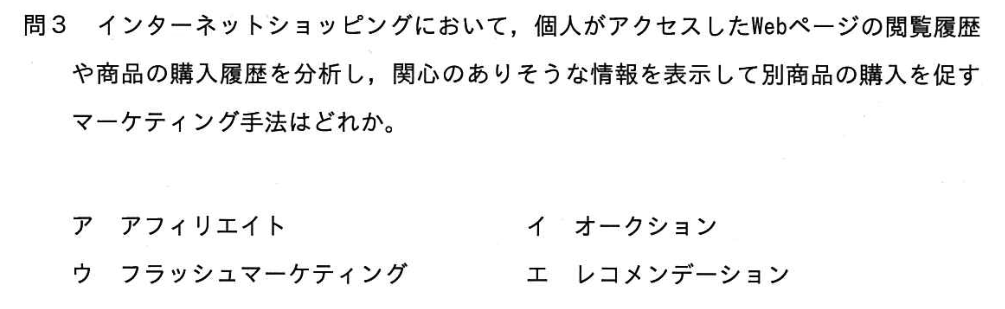 問３　インターネットショッピングにおいて，個人がアクセスしたWebページの閲覧履歴
や商品の購入履歴を分析し，関心のありそうな情報を表示して別商品の購入を促す
マーケティング手法はどれか。
ア　アフィリエイト　イ　オークション
ウ　フラッシュマーケティング　エ　レコメンデーション